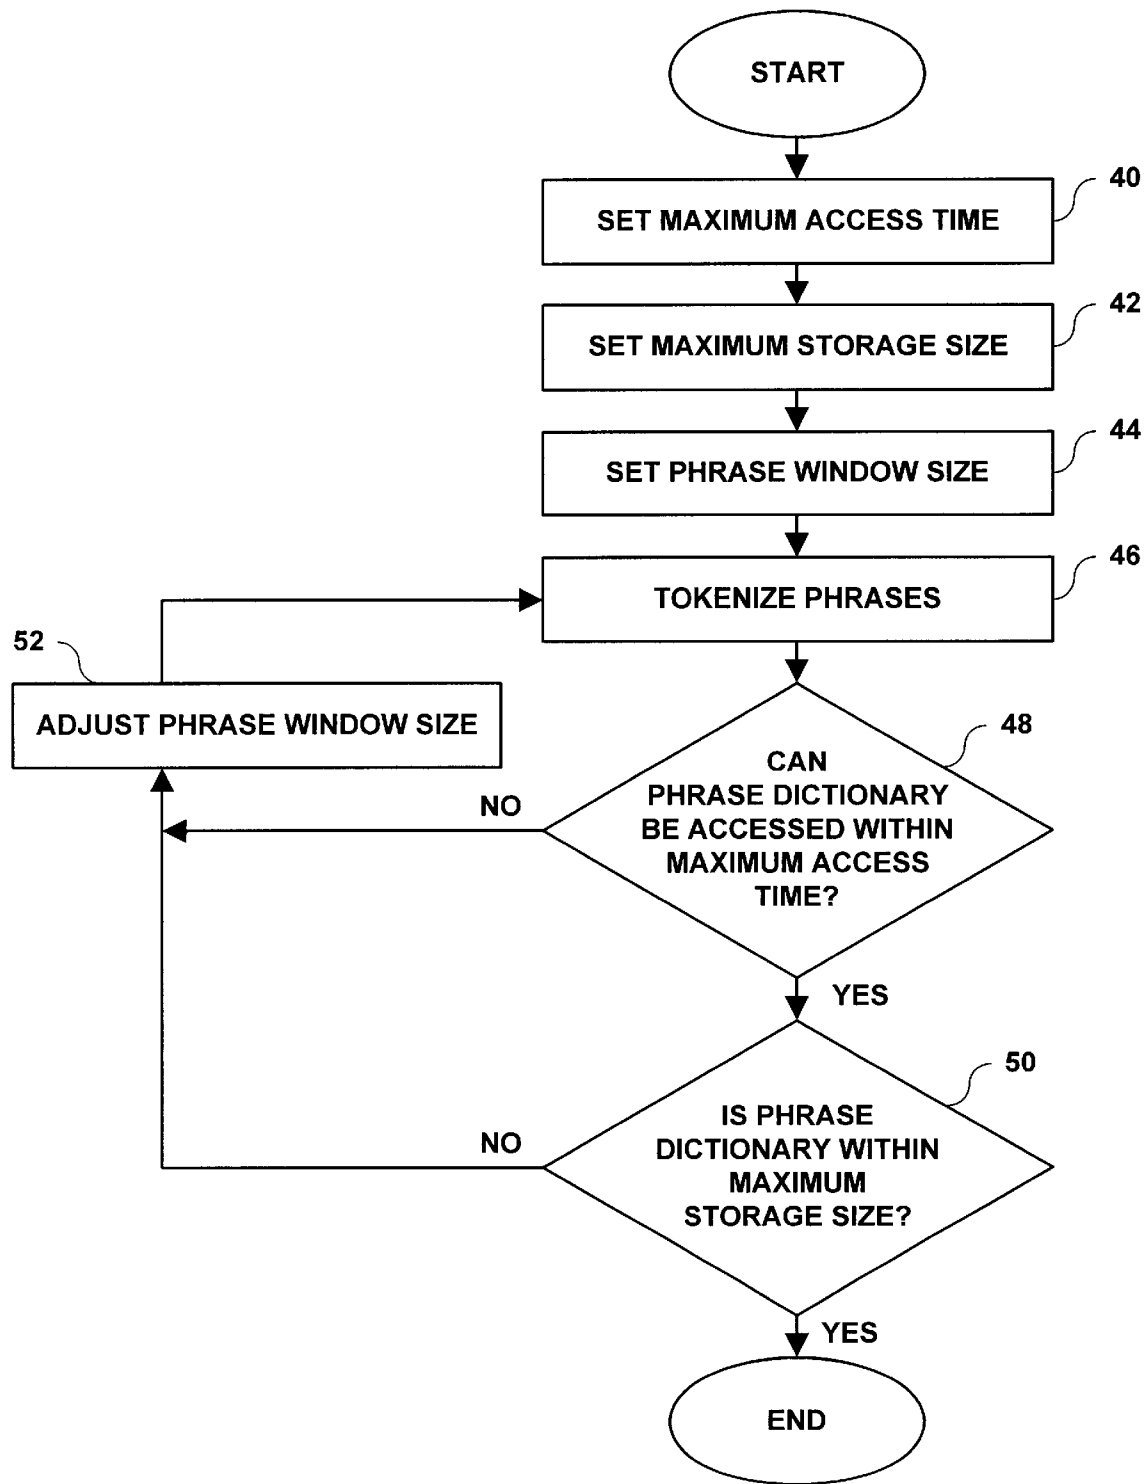 START
40
SET MAXIMUM ACCESS TIME
42
SET MAXIMUM STORAGE SIZE
44
SET PHRASE WINDOW SIZE
46
TOKENIZE PHRASES
52
ADJUST PHRASE WINDOW SIZE
48
CAN
PHRASE DICTIONARY
BE ACCESSED WITHIN
MAXIMUM ACCESS
TIME?
NO
YES
50
IS PHRASE
DICTIONARY WITHIN
MAXIMUM
STORAGE SIZE?
NO
YES
END